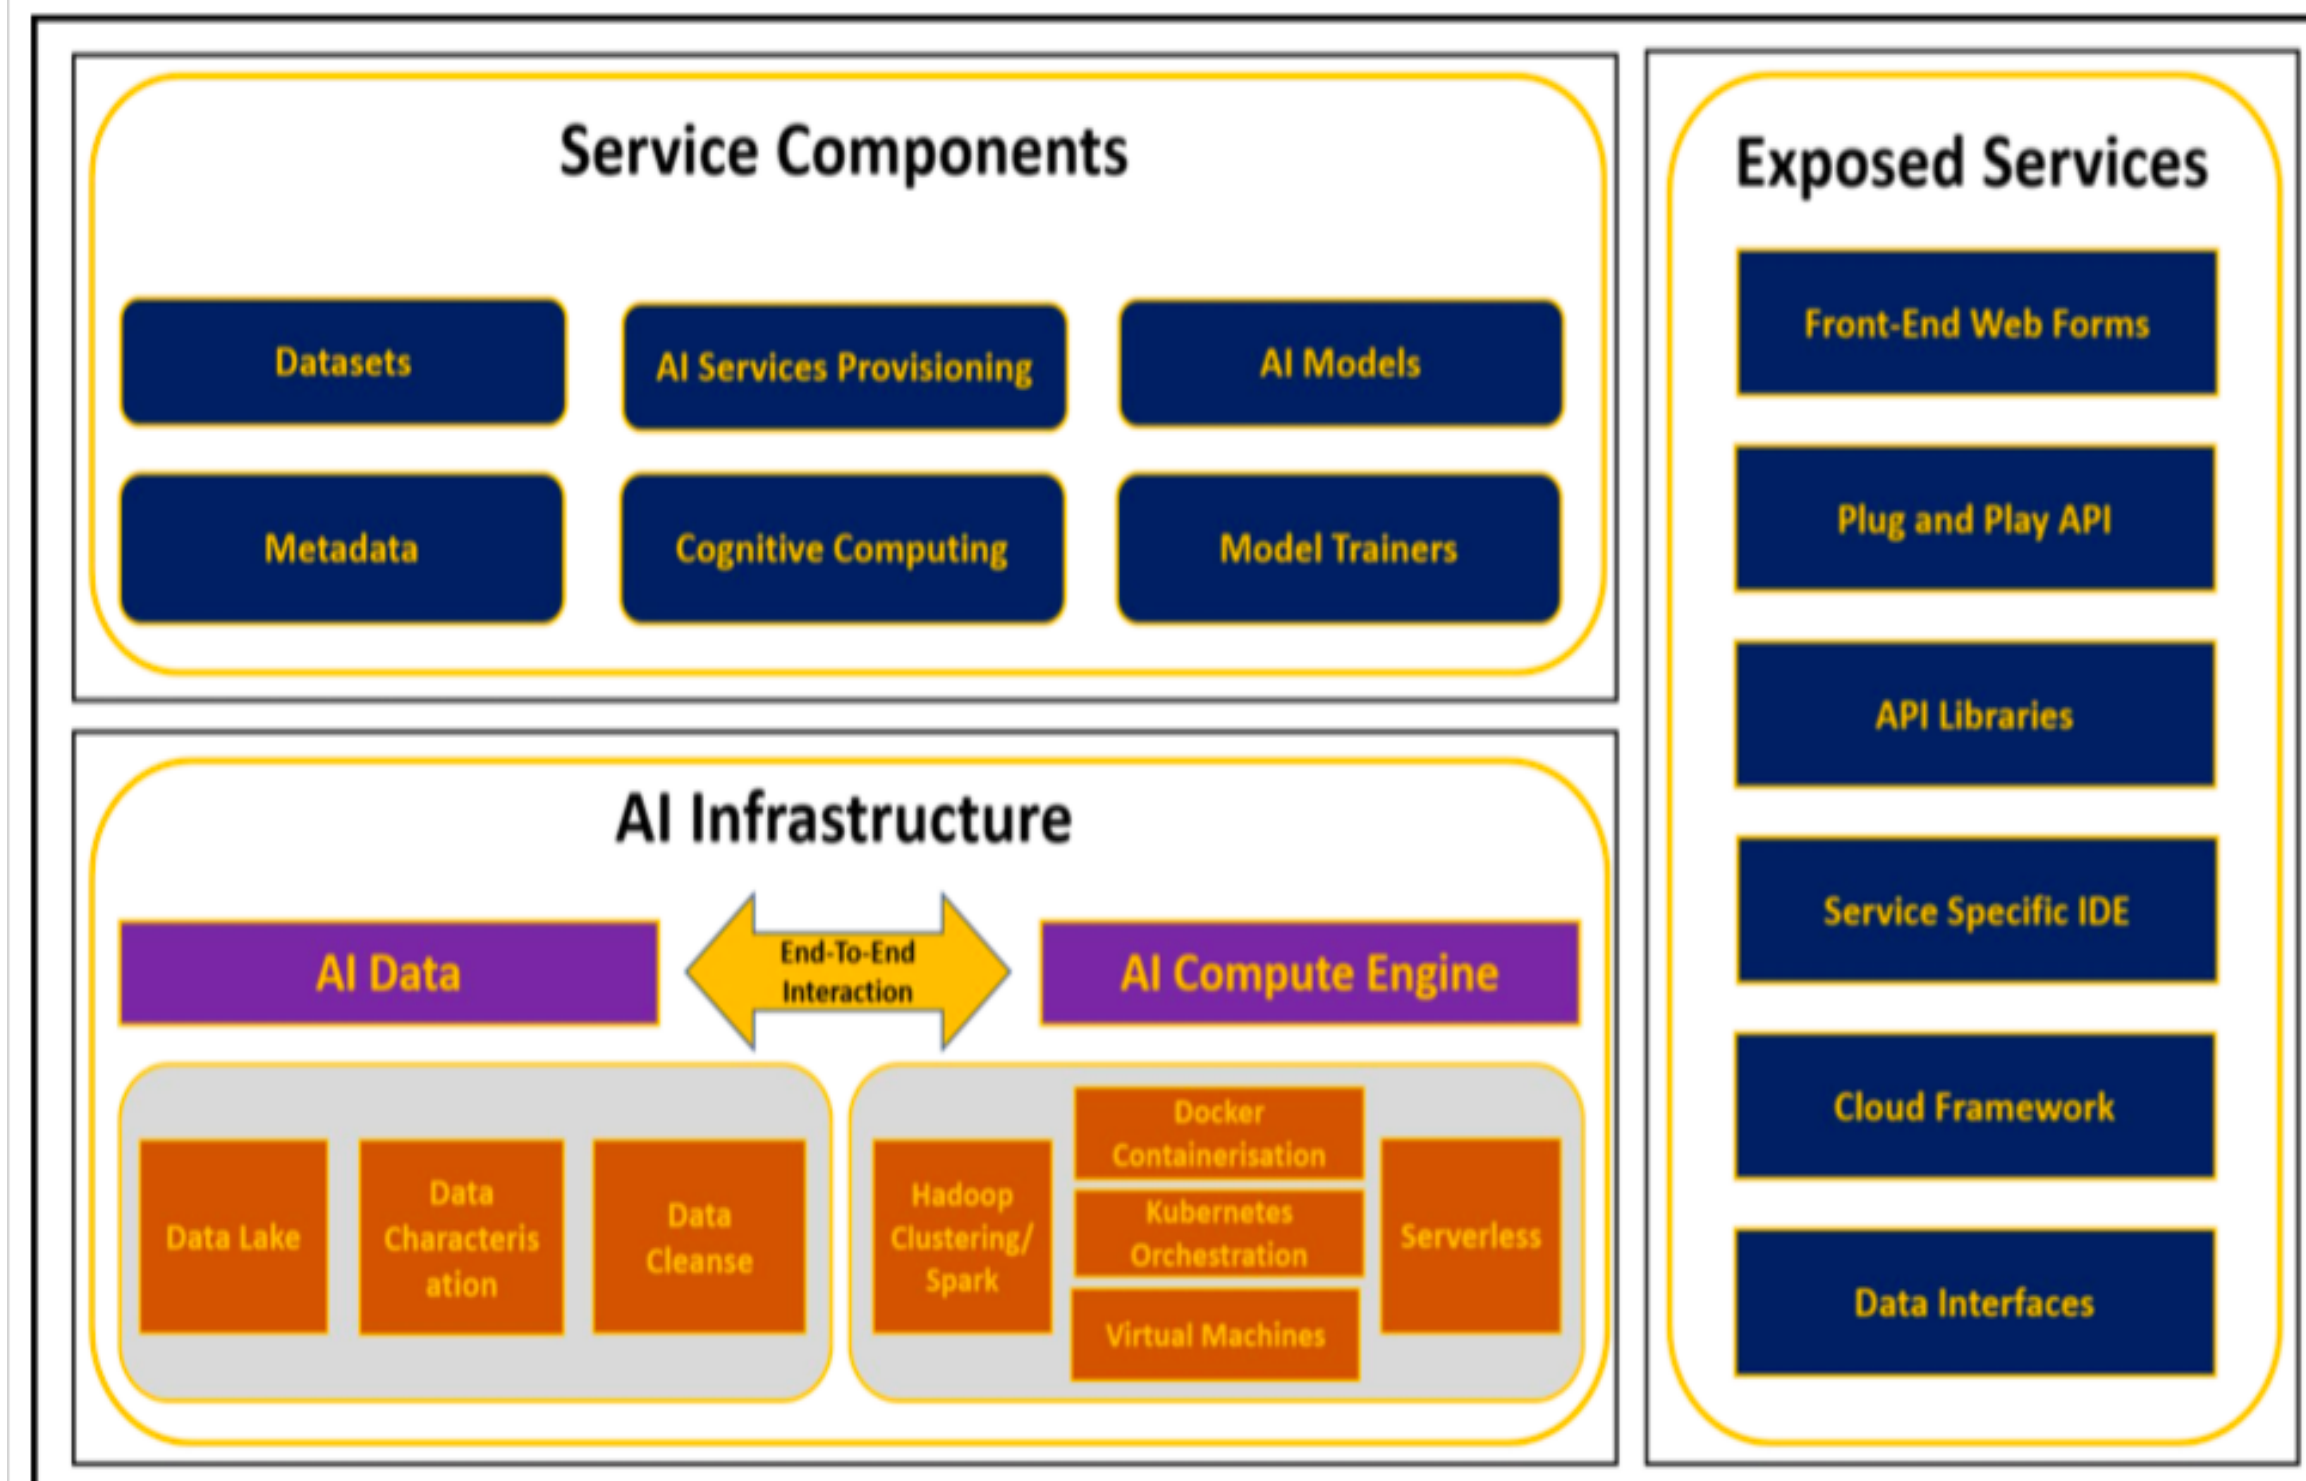 Service Components
Datasets
AI Services Provisioning
AI Models
Metadata
Cognitive Computing
Model Trainers
AI Infrastructure
AI Data
End-To-End
Interaction
AI Compute Engine
Data Lake
Data
Characteris
ation
Data
Cleanse
Hadoop
Clustering/
Spark
Docker
Containerisation
Kubernetes
Orchestration
Virtual Machines
Serverless
Exposed Services
Front-End Web Forms
Plug and Play API
API Libraries
Service Specific IDE
Cloud Framework
Data Interfaces